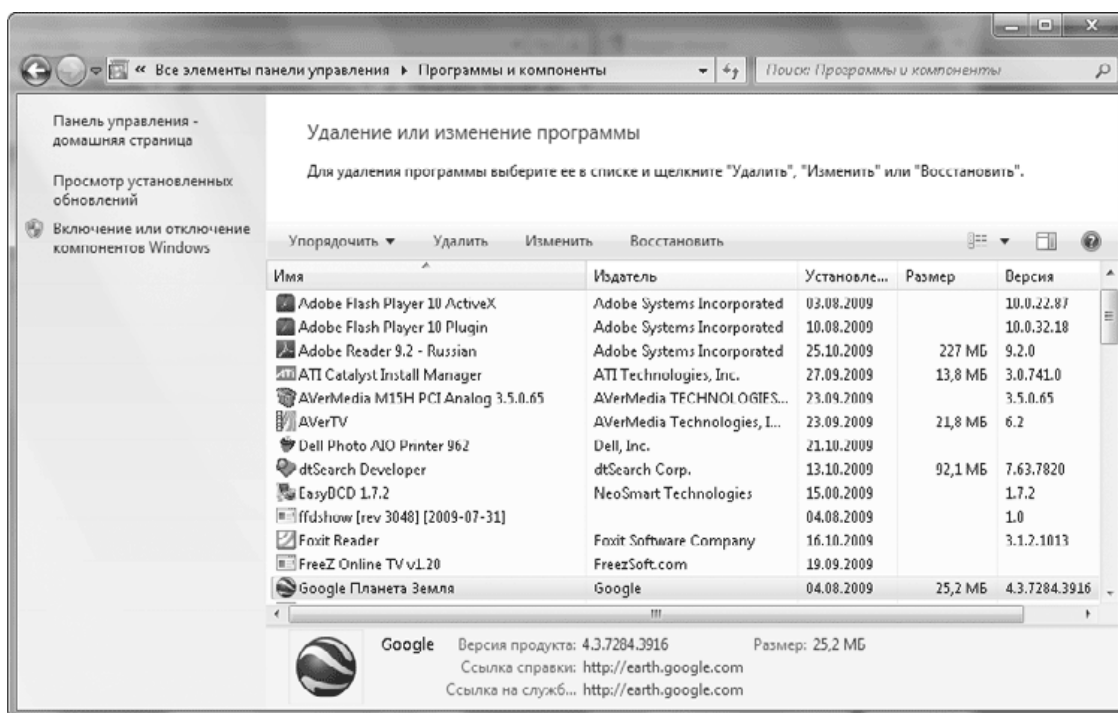 « Все элементы панели управления ▸ Программы и компоненты
Поиск: Программы и компоненты
Панель управления -
домашняя страница
Просмотр установленных
обновлений
Включение или отключение
компонентов Windows
Удаление или изменение программы
Для удаления программы выберите ее в списке и щелкните "Удалить", "Изменить" или "Восстановить".
Упорядочить ▼ Удалить Изменить Восстановить
Имя Издатель Установле... Размер Версия
Adobe Flash Player 10 ActiveX Adobe Systems Incorporated 03.08.2009 10.0.22.87
Adobe Flash Player 10 Plugin Adobe Systems Incorporated 10.08.2009 10.0.32.18
Adobe Reader 9.2 - Russian Adobe Systems Incorporated 25.10.2009 227 МБ 9.2.0
ATI Catalyst Install Manager ATI Technologies, Inc. 27.09.2009 13,8 МБ 3.0.741.0
AVerMedia M15H PCI Analog 3.5.0.65 AVerMedia TECHNOLOGIES... 23.09.2009 3.5.0.65
AVerTV AVerMedia Technologies, I... 23.09.2009 21,8 МБ 6.2
Dell Photo AIO Printer 962 Dell, Inc. 21.10.2009
dtSearch Developer dtSearch Corp. 13.10.2009 92,1 МБ 7.63.7820
EasyBCD 1.7.2 NeoSmart Technologies 15.08.2009 1.7.2
ffdshow [rev 3048] [2009-07-31] 04.08.2009 1.0
Foxit Reader Foxit Software Company 16.10.2009 3.1.2.1013
FreeZ Online TV v1.20 FreezSoft.com 19.09.2009
Google Планета Земля Google 04.08.2009 25,2 МБ 4.3.7284.3916
Google Версия продукта: 4.3.7284.3916 Размер: 25,2 МБ
Ссылка справки: http://earth.google.com
Ссылка на служб... http://earth.google.com